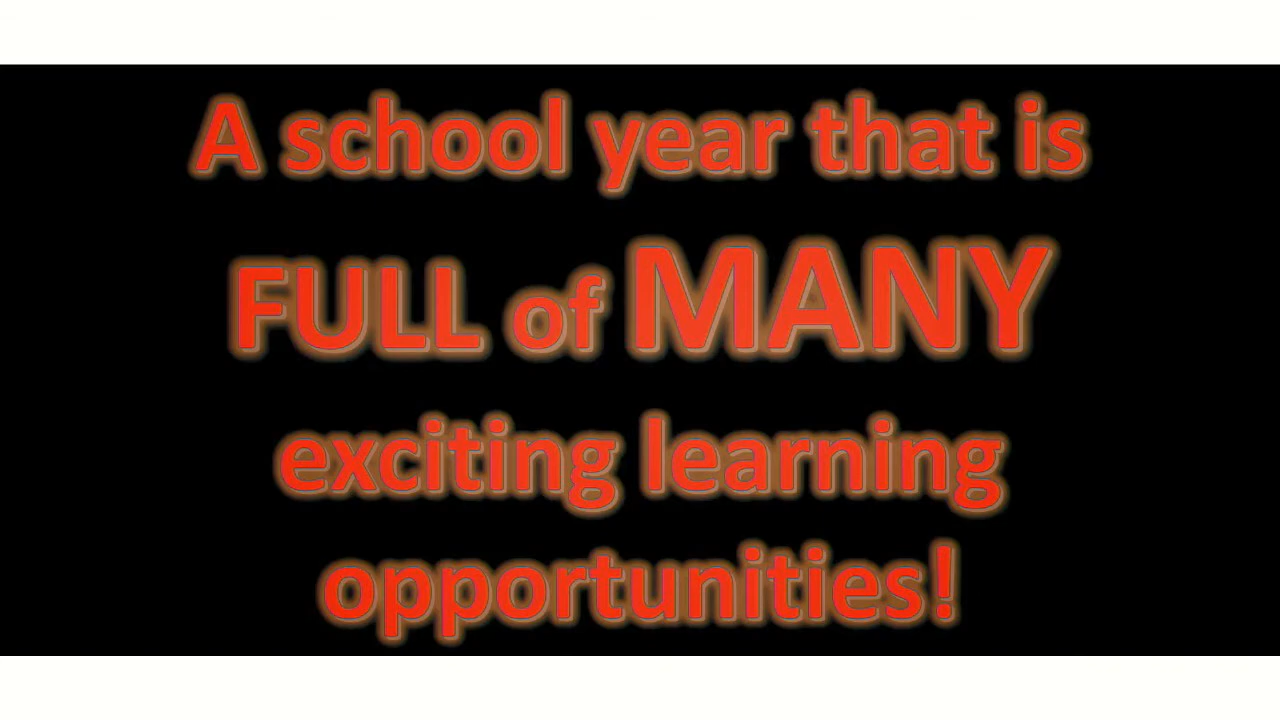 A school year that is
FULL of MANY
exciting learning
opportunities!